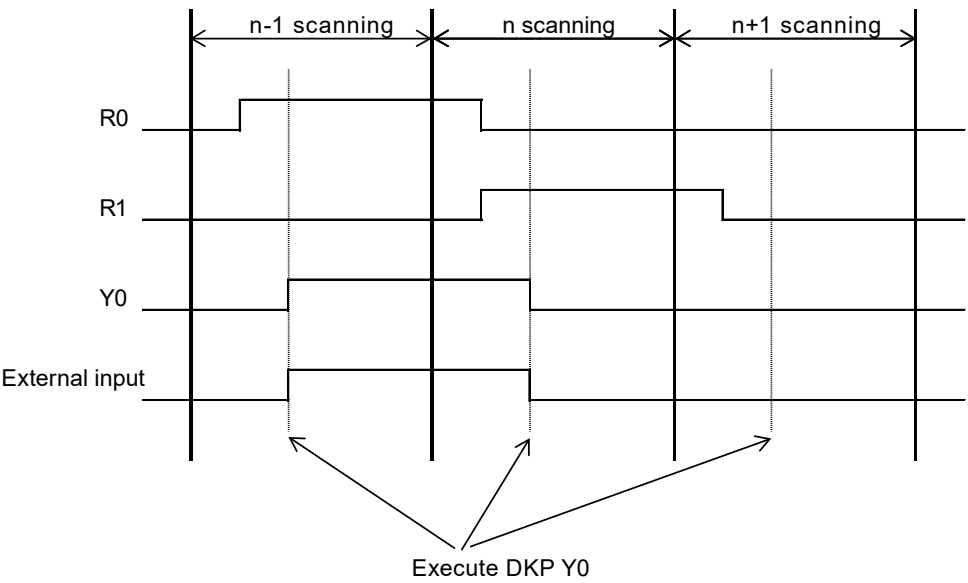 n-1 scanning
n scanning
n+1 scanning
R0
R1
Y0
External input
Execute DKP Y0